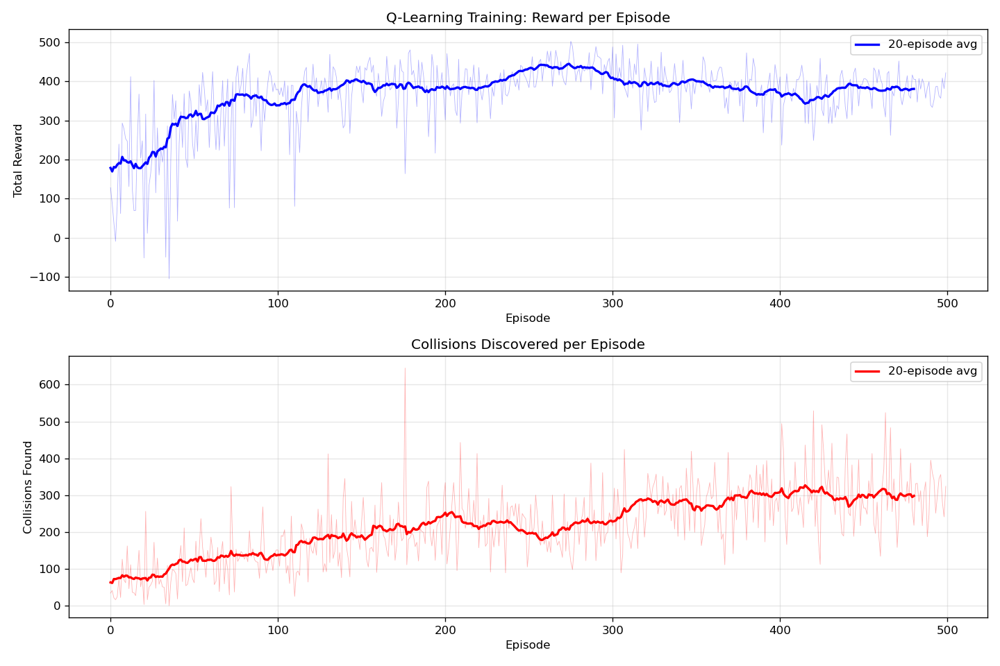 Q-Learning Training: Reward per Episode
20-episode avg
Total Reward
500
400
300
200
100
0
−100
0 100 200 300 400 500
Episode
Collisions Discovered per Episode
20-episode avg
Collisions Found
600
500
400
300
200
100
0
0 100 200 300 400 500
Episode